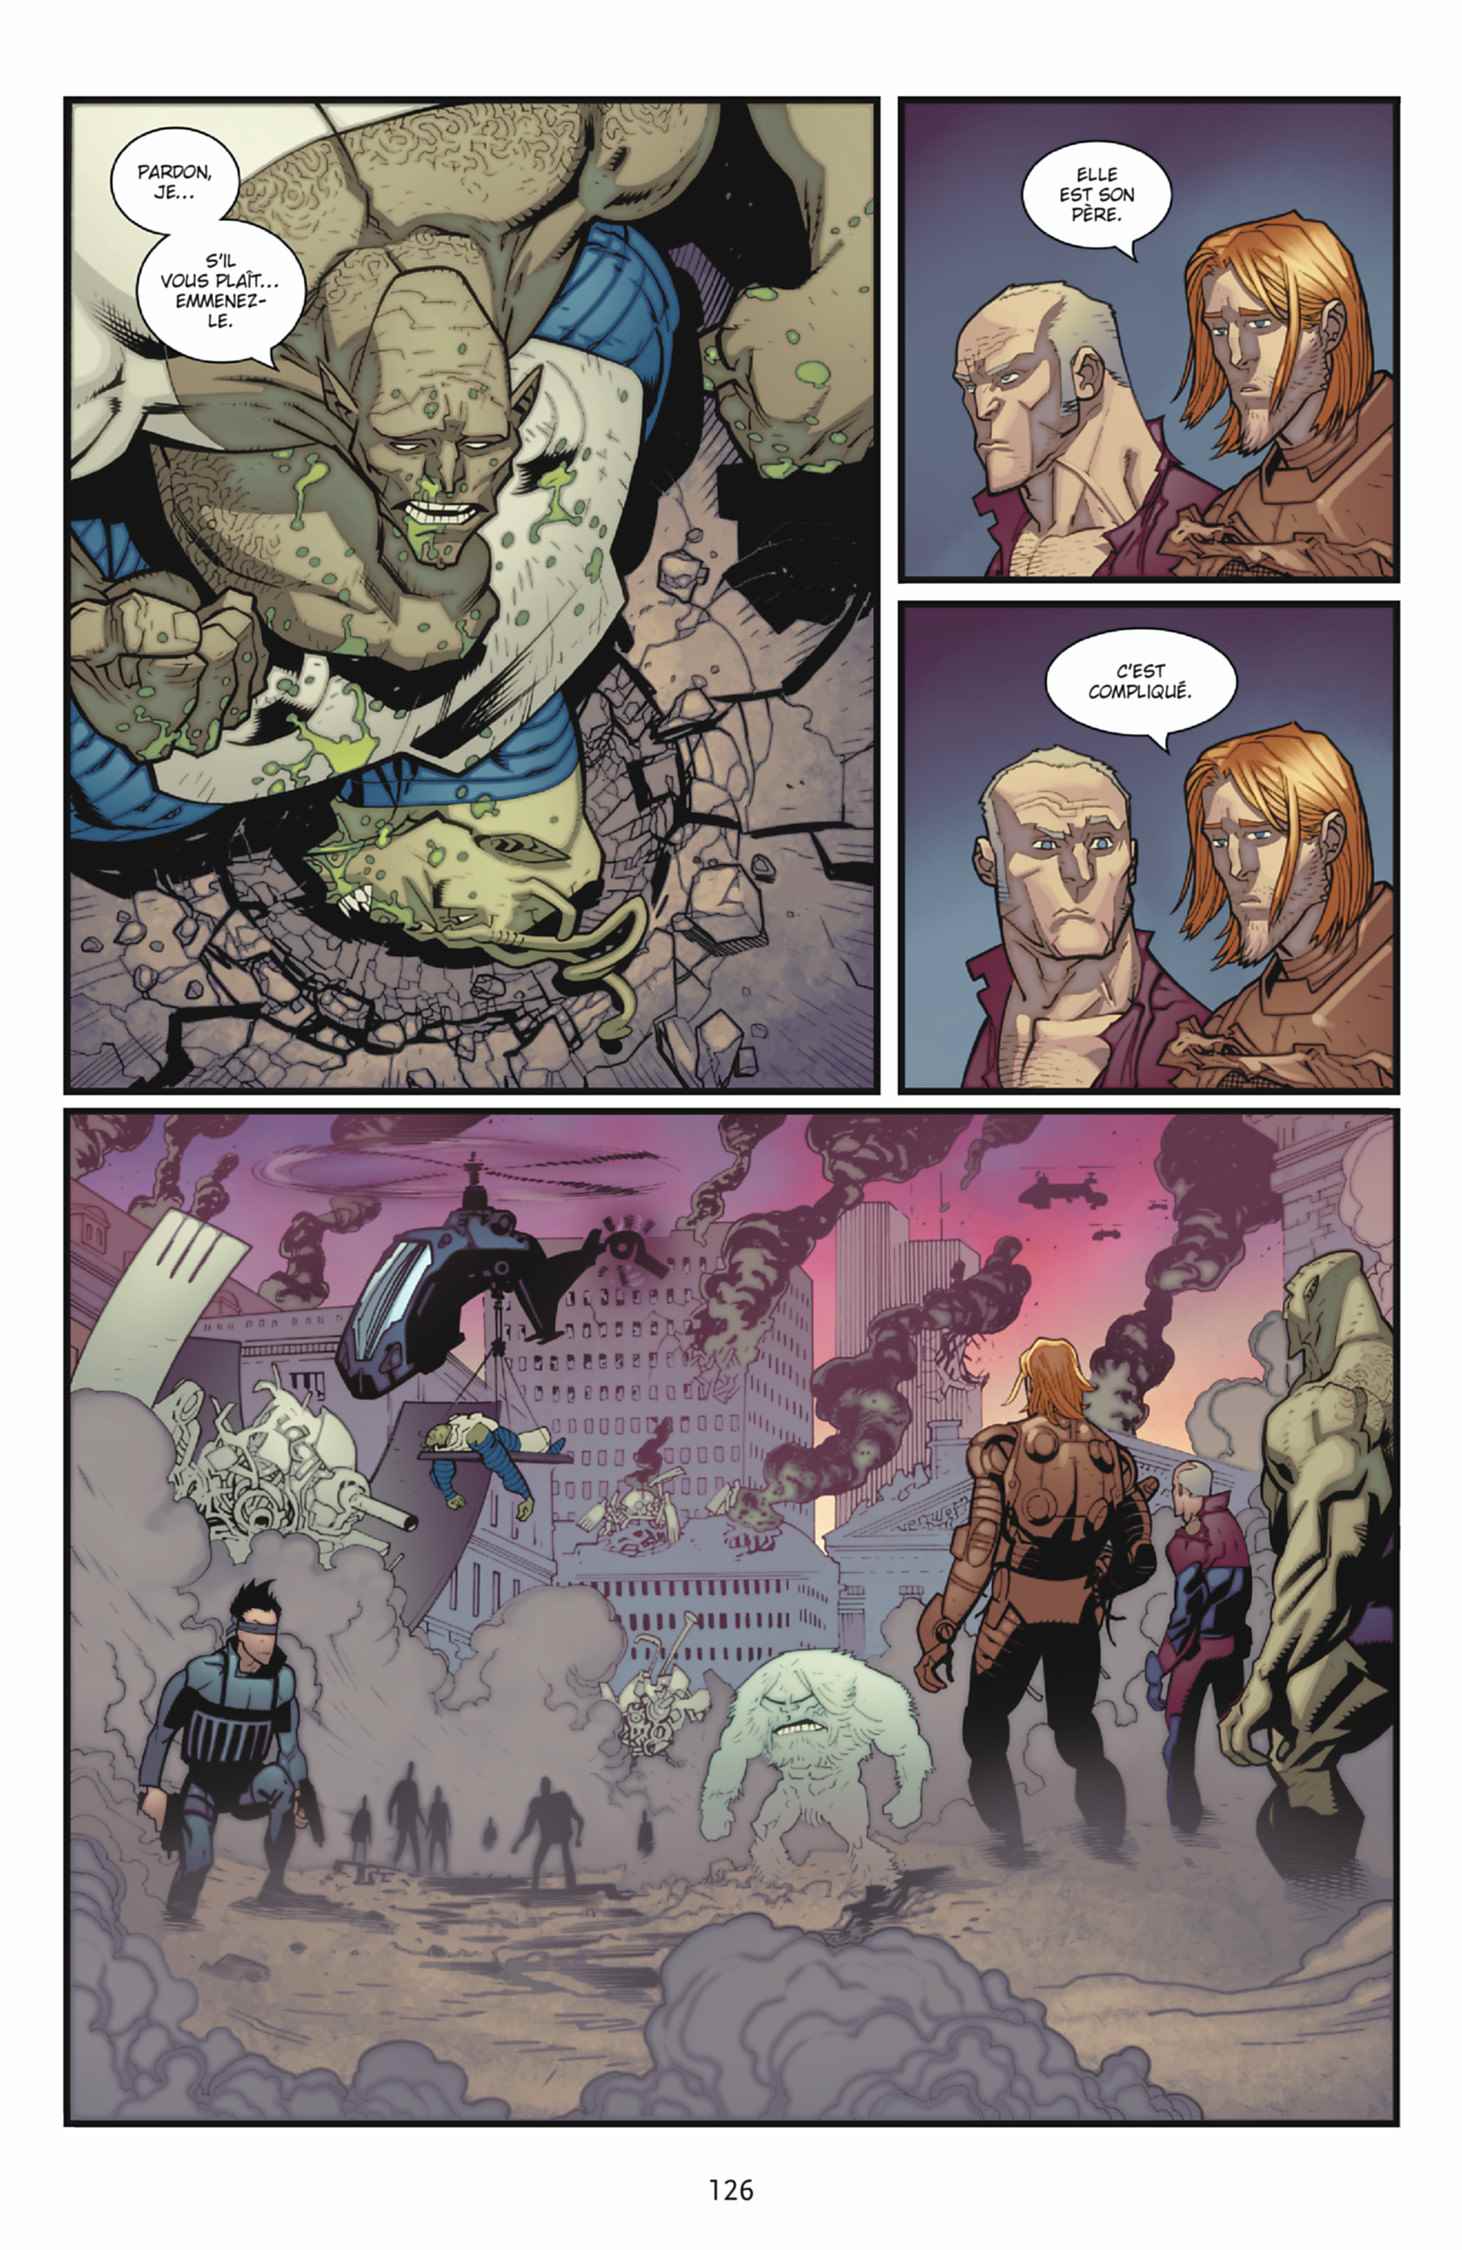 PARDON,
JE...
S'IL
VOUS PLAÎT...
EMMENEZ-
LE.
ELLE
EST SON
PÈRE.
C'EST
COMPLIQUÉ.
126